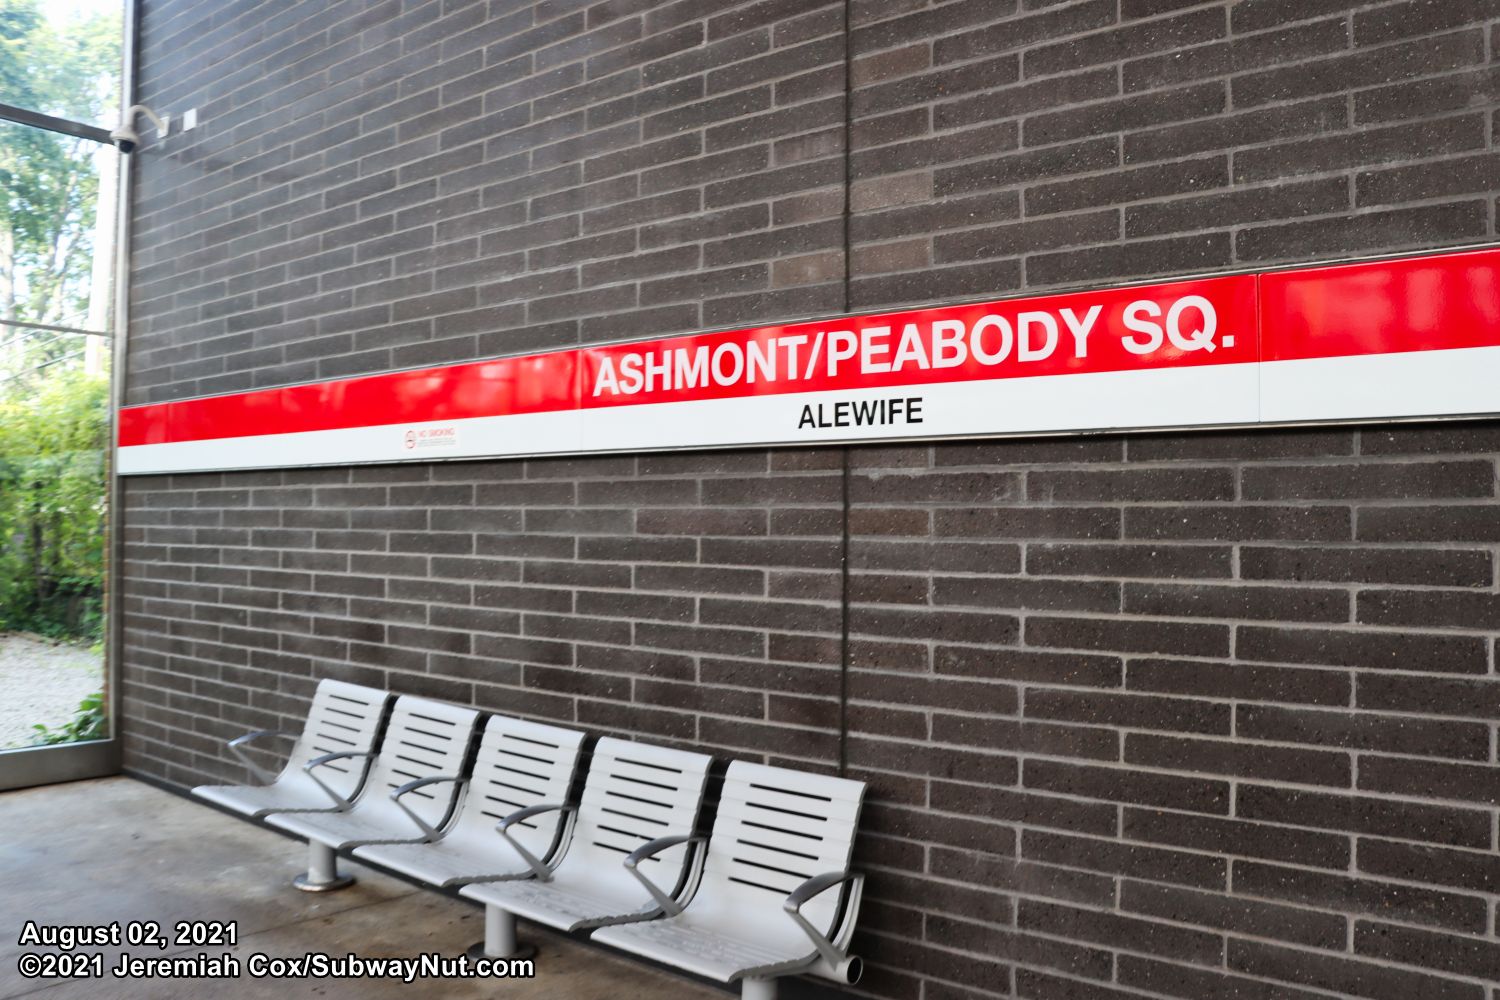 ASHMONT/PEABODY SQ.
ALEWIFE
NO SMOKING
August 02, 2021
©2021 Jeremiah Cox/SubwayNut.com